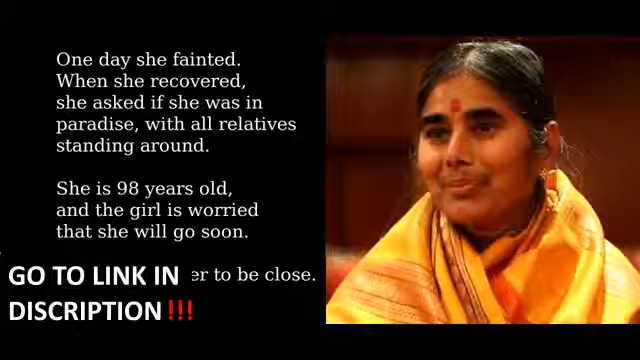 One day she fainted.
When she recovered,
she asked if she was in
paradise, with all relatives
standing around.
She is 98 years old,
and the girl is worried
that she will go soon.
to be close.
GO TO LINK IN
DISCRIPTION!!!